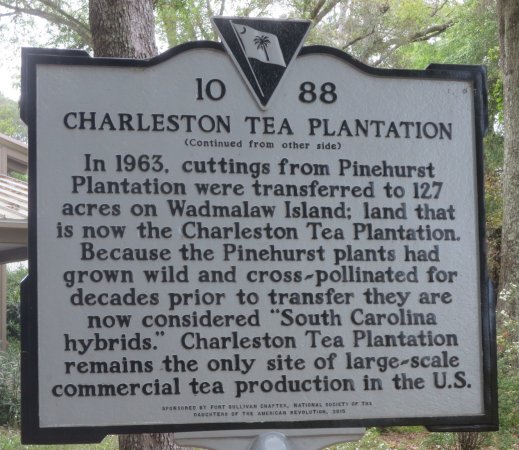 10 88
CHARLESTON TEA PLANTATION
(Continued from other side)
In 1963, cuttings from Pinehurst
Plantation were transferred to 127
acres on Wadmalaw Island; land that
is now the Charleston Tea Plantation.
Because the Pinehurst plants had
grown wild and cross-pollinated for
decades prior to transfer they are
now considered "South Carolina
hybrids." Charleston Tea Plantation
remains the only site of large-scale
commercial tea production in the U.S.
SPONSORED BY FORT SULLIVAN CHAPTER, NATIONAL SOCIETY OF THE
DAUGHTERS OF THE AMERICAN REVOLUTION, 2015